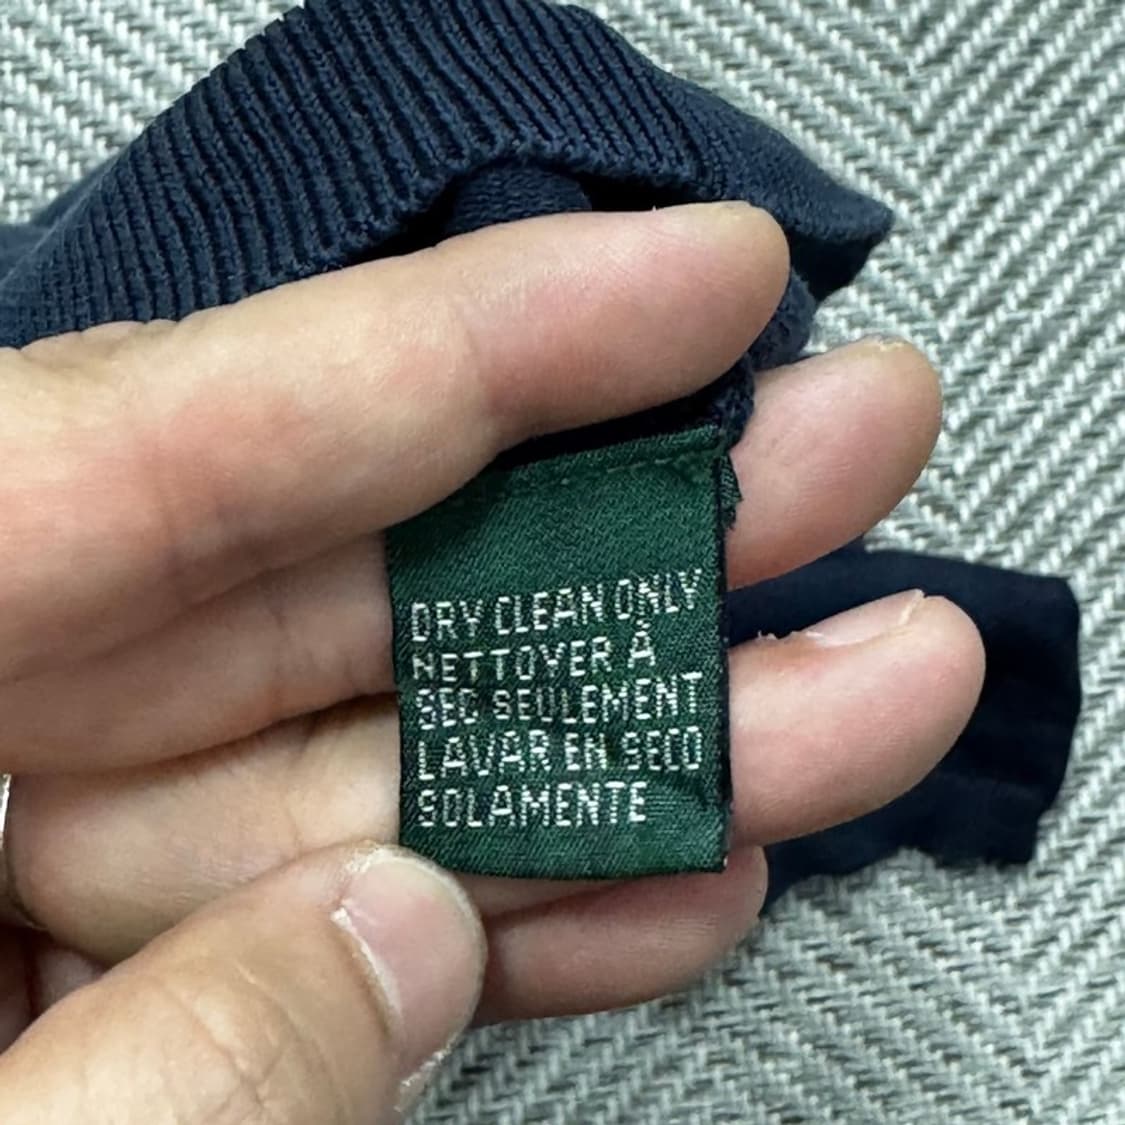 DRY CLEAN ONLY
NETTOYER À
SEC SEULEMENT
LAVAR EN SECO
SOLAMENTE